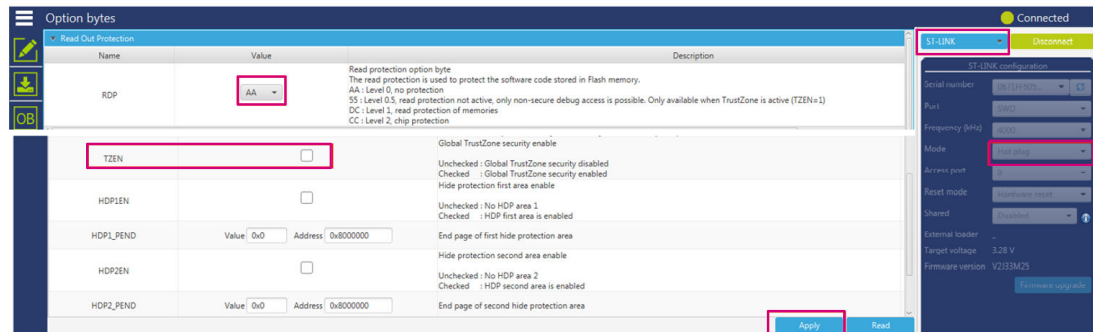 Option bytes
Connected
Read Out Protection
Name Value Description
RDP
AA
Read protection option byte
The read protection is used to protect the software code stored in Flash memory.
AA : Level 0, no protection
55 : Level 0.5, read protection not active, only non-secure debug access is possible. Only available when TrustZone is active (TZEN=1)
DC : Level 1, read protection of memories
CC : Level 2, chip protection
TZEN
Global TrustZone security enable
Unchecked : Global TrustZone security disabled
Checked : Global TrustZone security enabled
HDP1EN
Hide protection first area enable
Unchecked : No HDP area 1
Checked : HDP first area is enabled
HDP1_PEND Value 0x0 Address 0x8000000 End page of first hide protection area
HDP2EN
Hide protection second area enable
Unchecked : No HDP area 2
Checked : HDP second area is enabled
HDP2_PEND Value 0x0 Address 0x8000000 End page of second hide protection area
Apply Read
OB
ST-LINK Disconnect
ST-LINK configuration
Serial number
Port SWD
Frequency (kHz) 4000
Mode Hot plug
Access port 0
Reset mode Hardware reset
Shared Disabled
External loader _
Target voltage 3.28 V
Firmware version V2J33M25
Firmware upgrade